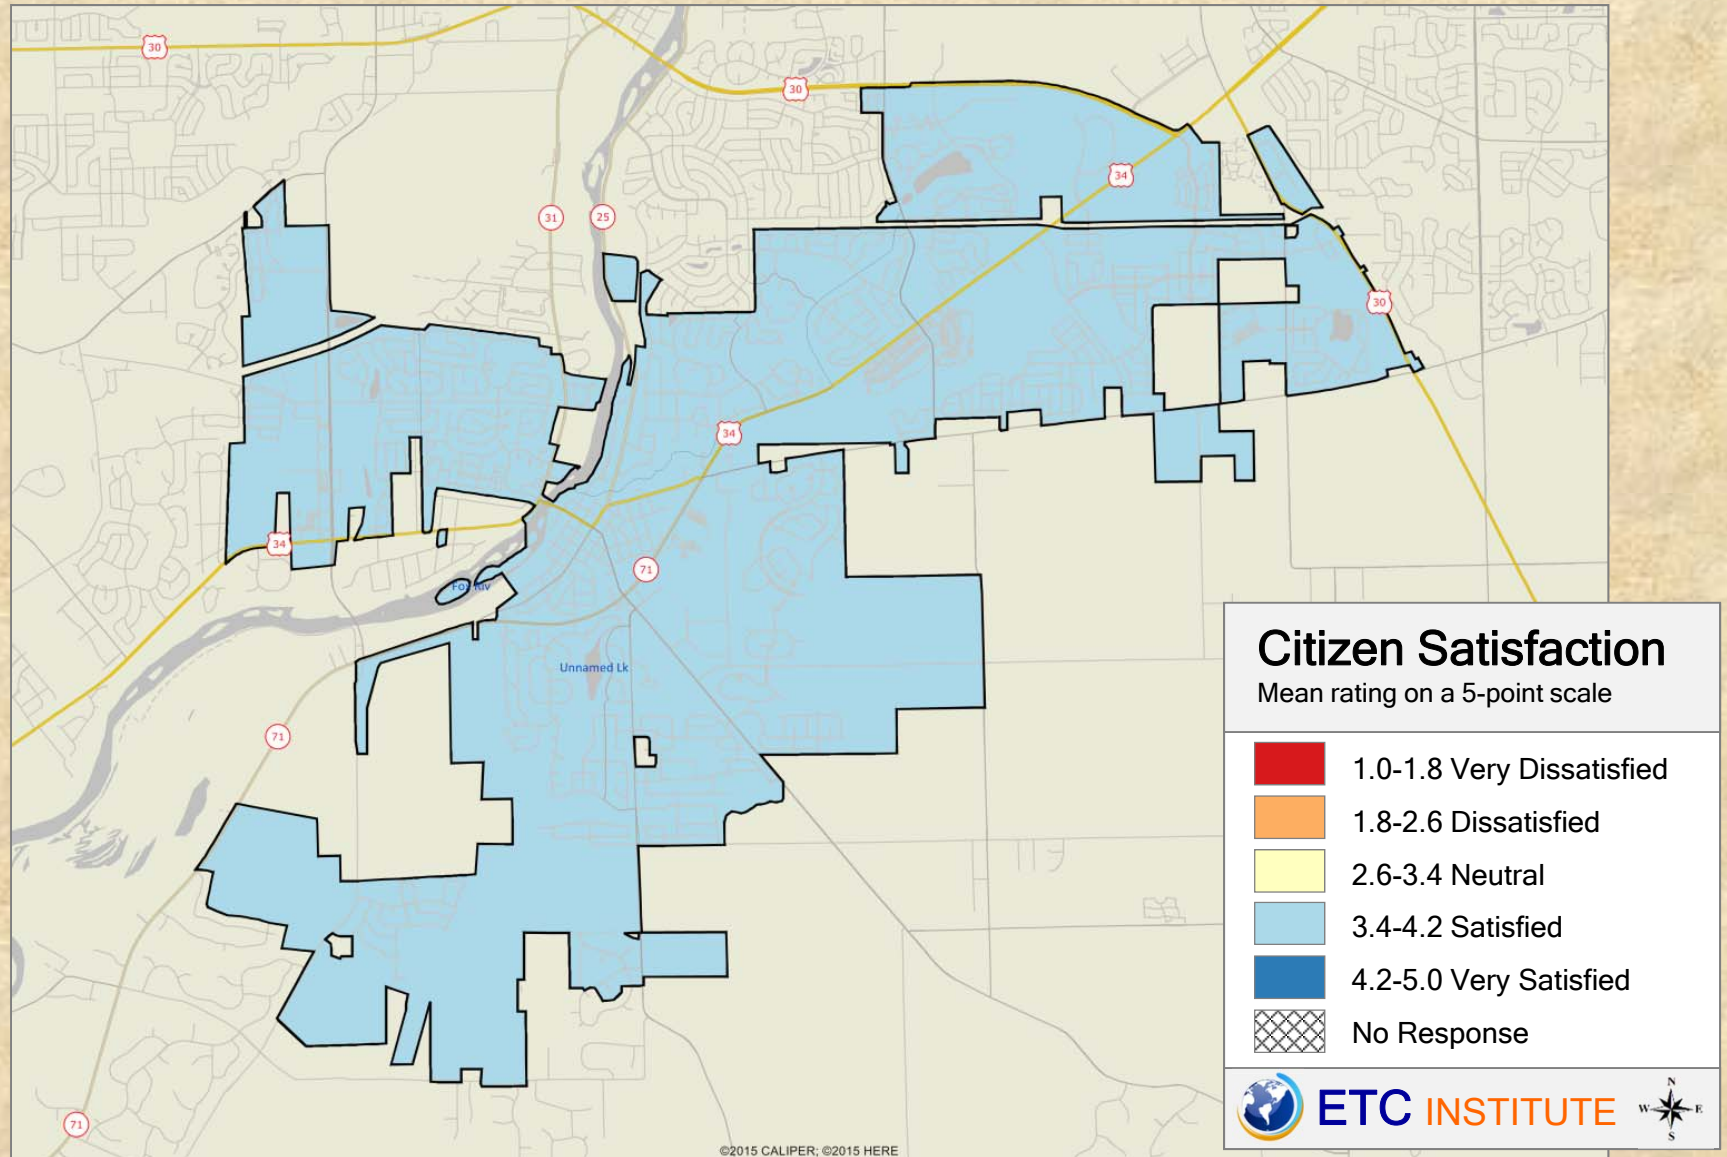 30
30
34
31
25
30
34
34
71
Fox Riv
Unnamed Lk
71
71
Citizen Satisfaction
Mean rating on a 5-point scale
1.0-1.8 Very Dissatisfied
1.8-2.6 Dissatisfied
2.6-3.4 Neutral
3.4-4.2 Satisfied
4.2-5.0 Very Satisfied
No Response
ETC INSTITUTE
N
W E
S
©2015 CALIPER; ©2015 HERE